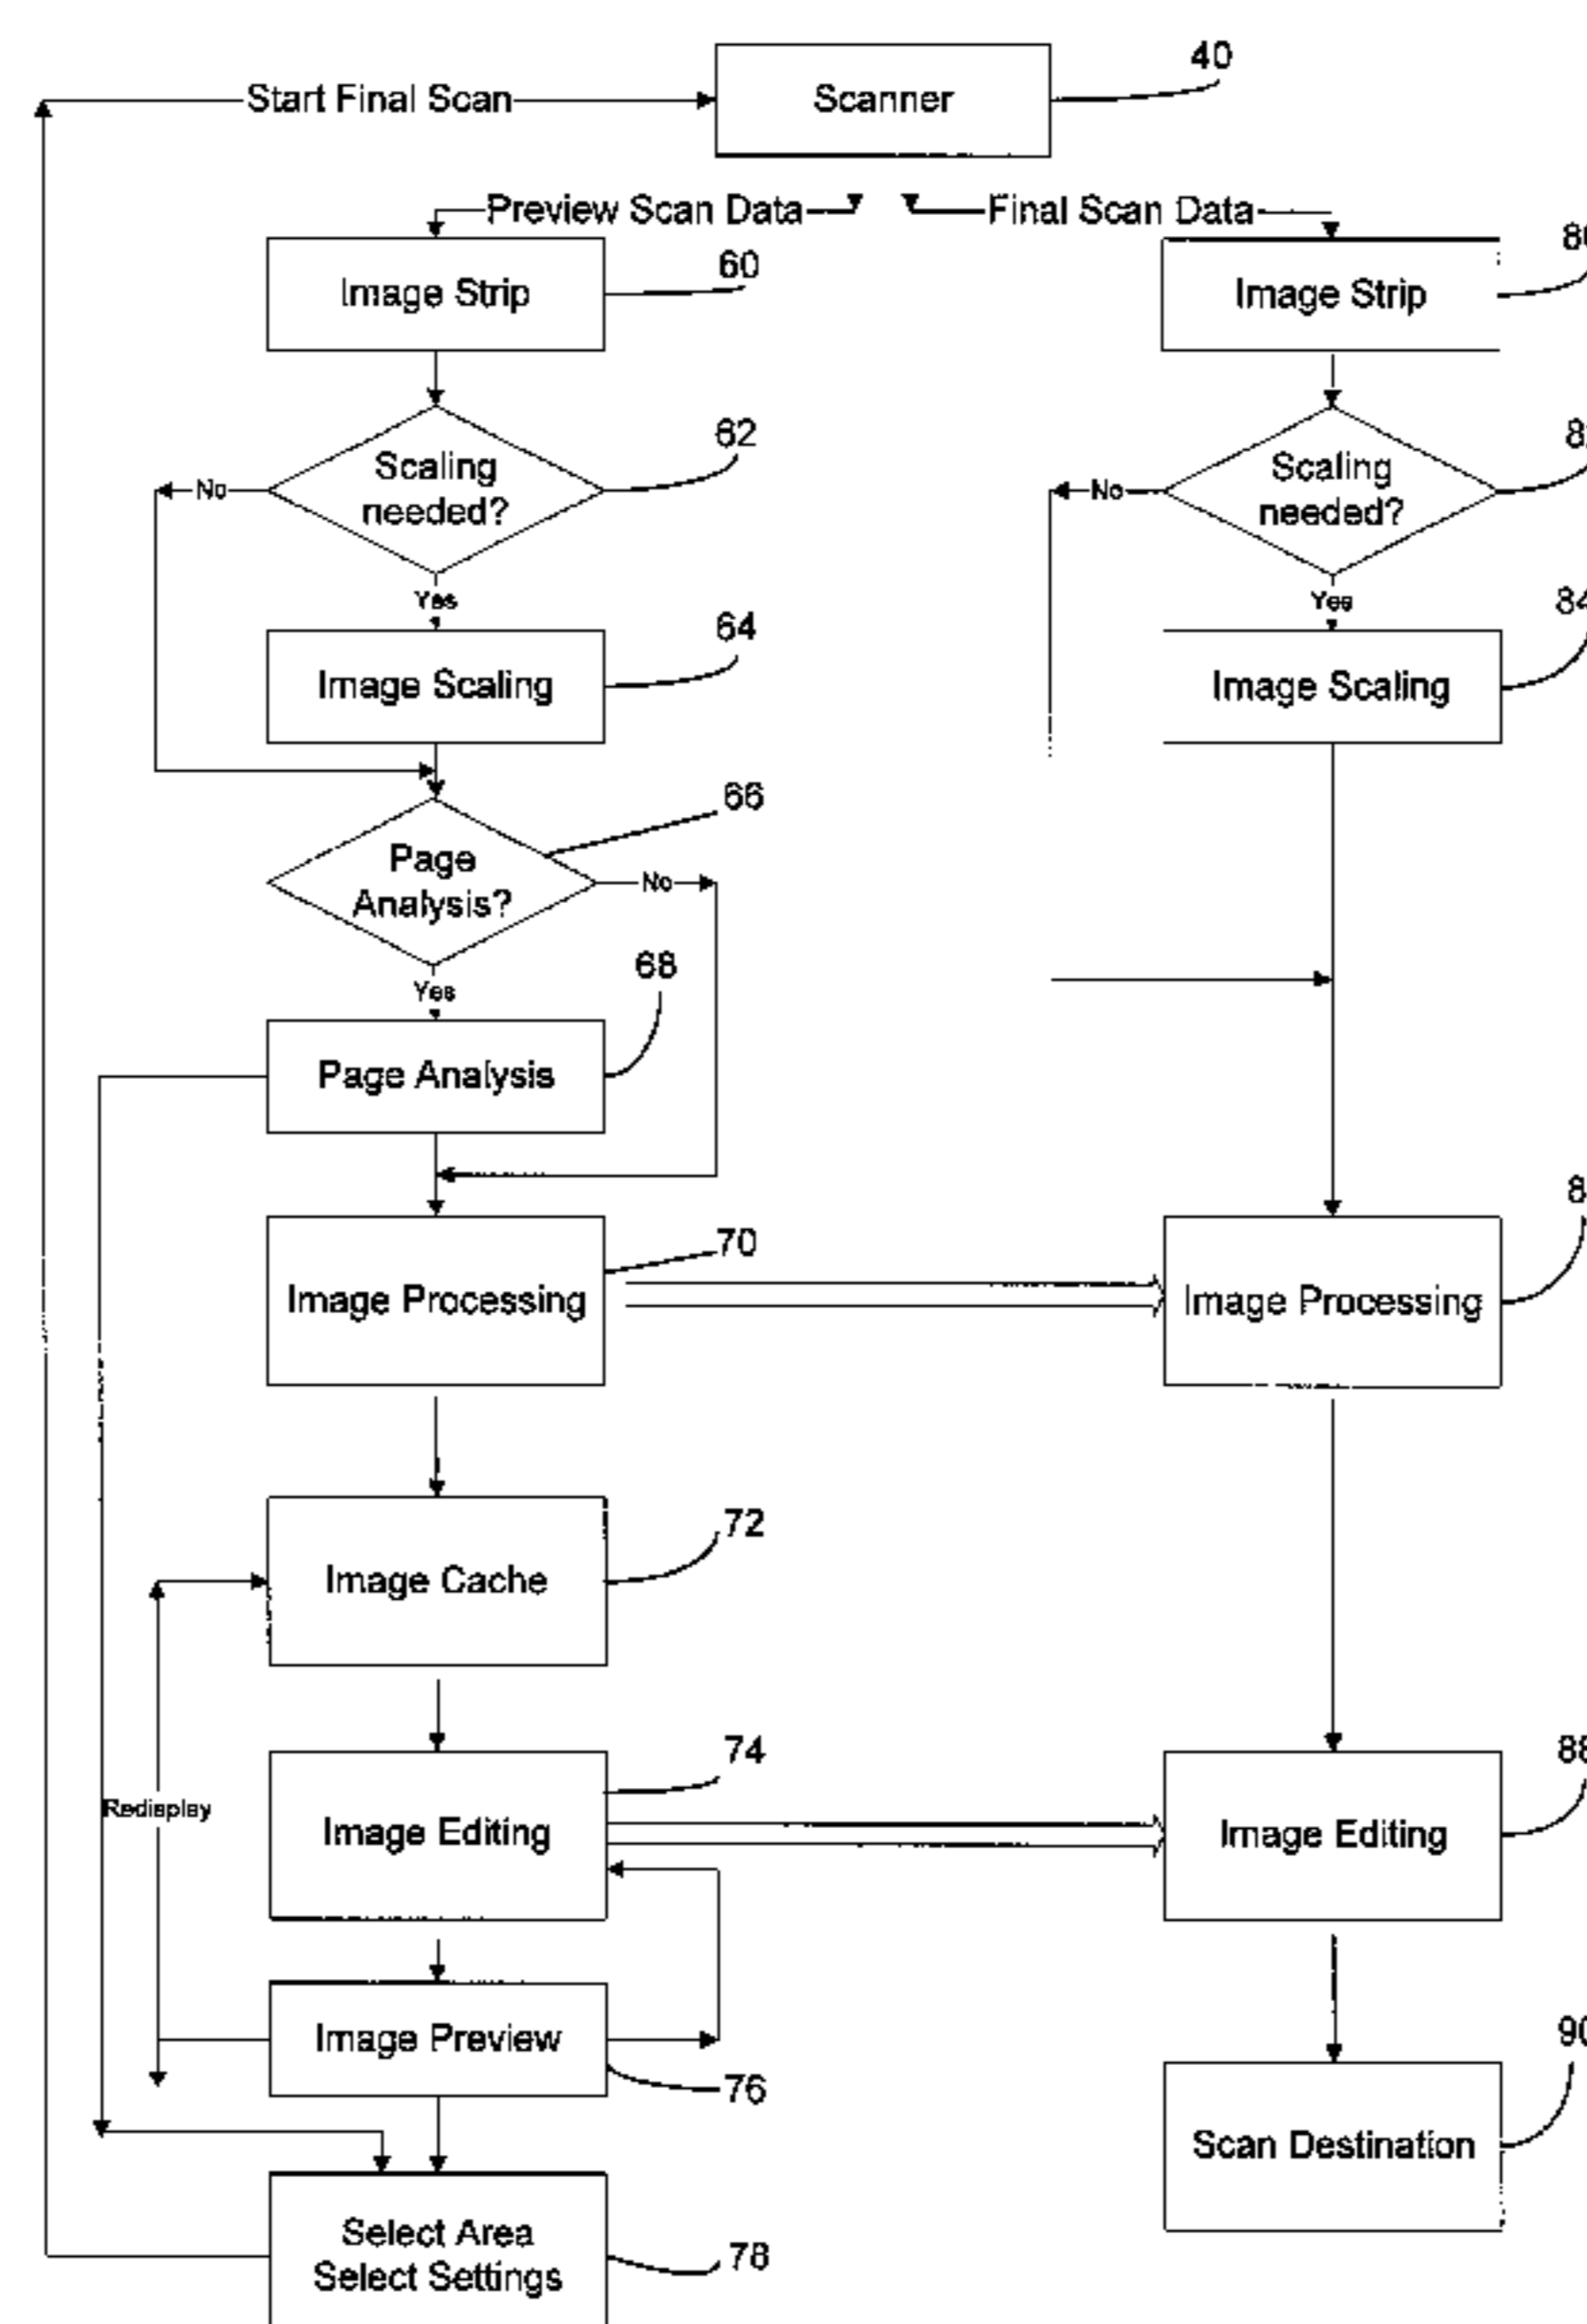 40
Start Final Scan
Scanner
Preview Scan Data
Final Scan Data
60
Image Strip
Image Strip
62
Scaling
needed?
No
Scaling
needed?
No
Yes
Yes
64
84
Image Scaling
Image Scaling
66
Page
Analysis?
No
68
Yes
Page Analysis
70
Image Processing
Image Processing
72
Image Cache
74
88
Redisplay
Image Editing
Image Editing
Image Preview
90
76
Scan Destination
Select Area
Select Settings
78